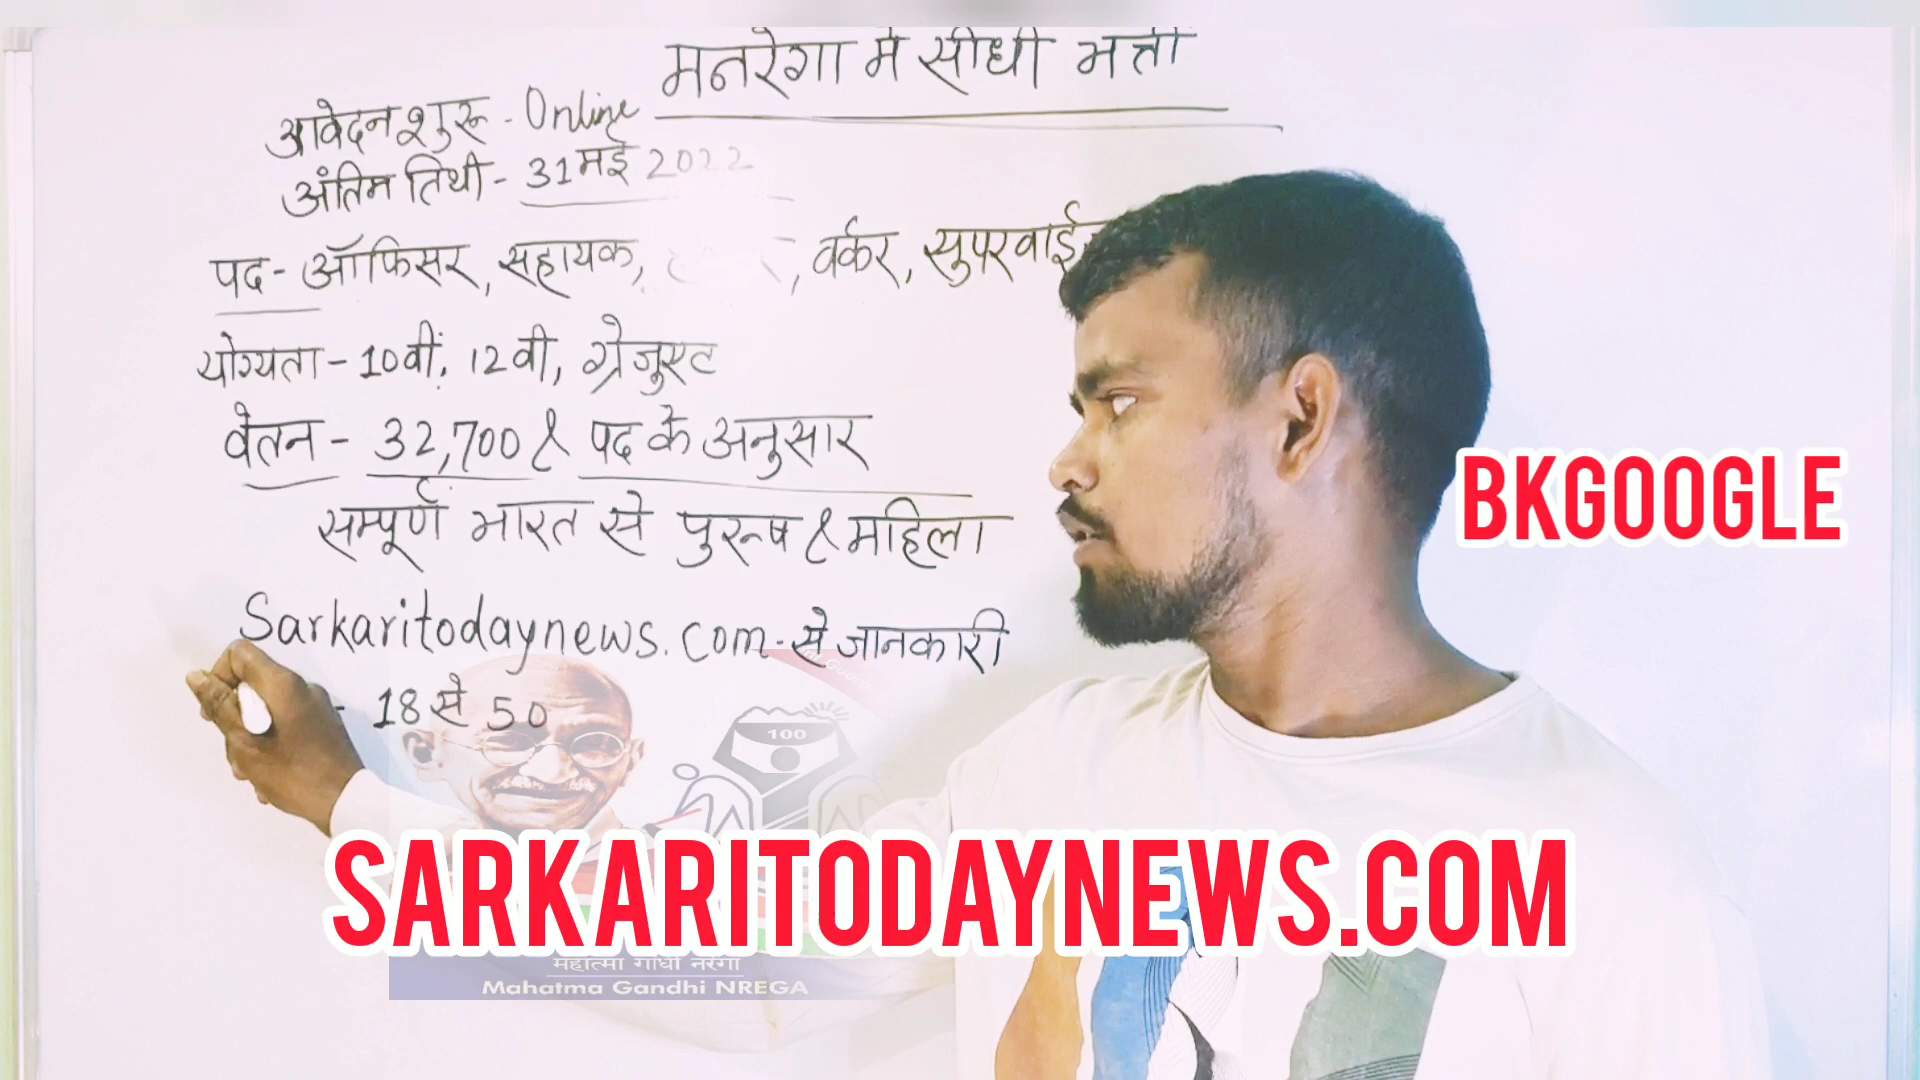 मनरेगा में सीधी भर्ती
आवेदन शुरू - Online
अंतिम तिथी - 31 मई 2022
पद - ऑफिसर, सहायक, , वर्कर, सुपरवाई
योग्यता - 10वीं, 12वी, ग्रेजुएट
वेतन - 32,700 & पद के अनुसार
सम्पूर्ण भारत से पुरूष & महिला
Sarkaritodaynews.com - से जानकारी
- 18 से 50
100
BKGOOGLE
SARKARITODAYNEWS.COM
महात्मा गांधी नरेगा
Mahatma Gandhi NREGA